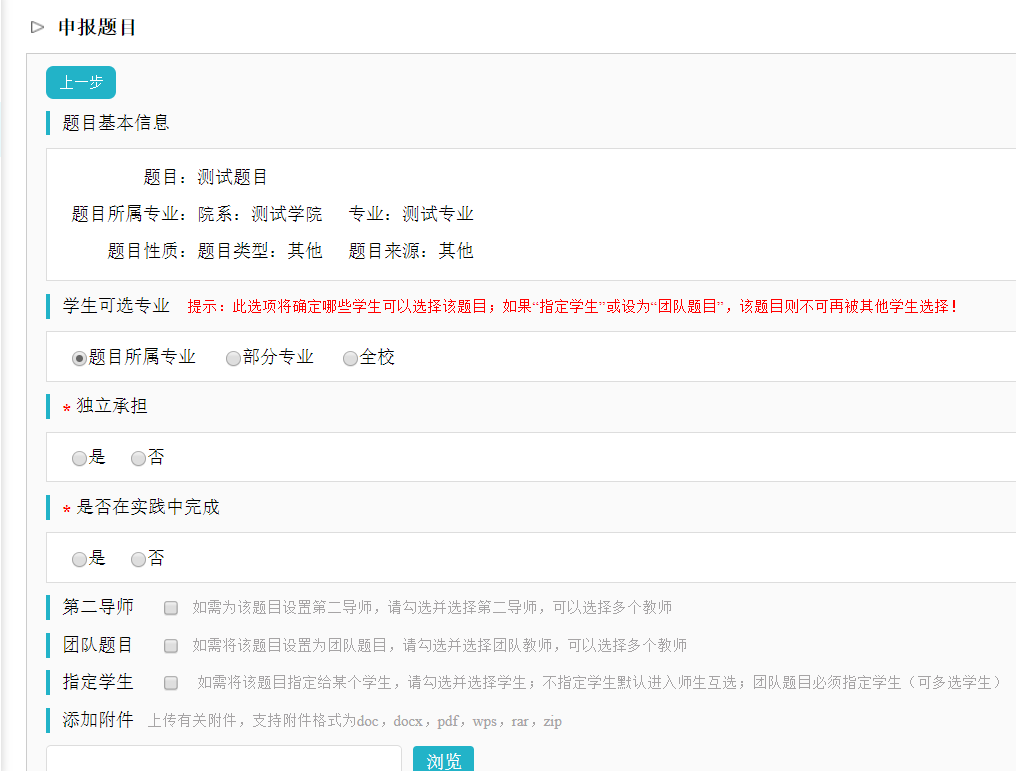 申报题目
上一步
题目基本信息
题目：测试题目
题目所属专业：院系：测试学院 专业：测试专业
题目性质：题目类型：其他 题目来源：其他
学生可选专业 提示：此选项将确定哪些学生可以选择该题目；如果“指定学生”或设为“团队题目”，该题目则不可再被其他学生选择！
题目所属专业 部分专业 全校
* 独立承担
是 否
* 是否在实践中完成
是 否
第二导师 如需为该题目设置第二导师，请勾选并选择第二导师，可以选择多个教师
团队题目 如需将该题目设置为团队题目，请勾选并选择团队教师，可以选择多个教师
指定学生 如需将该题目指定给某个学生，请勾选并选择学生；不指定学生默认进入师生互选；团队题目必须指定学生（可多选学生）
添加附件 上传有关附件，支持附件格式为doc，docx，pdf，wps，rar，zip
浏览